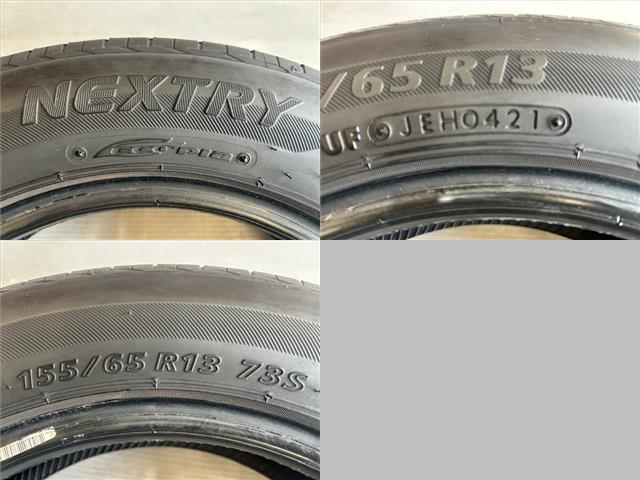 NEXTRY
ECOPIA
/65 R13
UF JEH0421
155/65 R13 73S